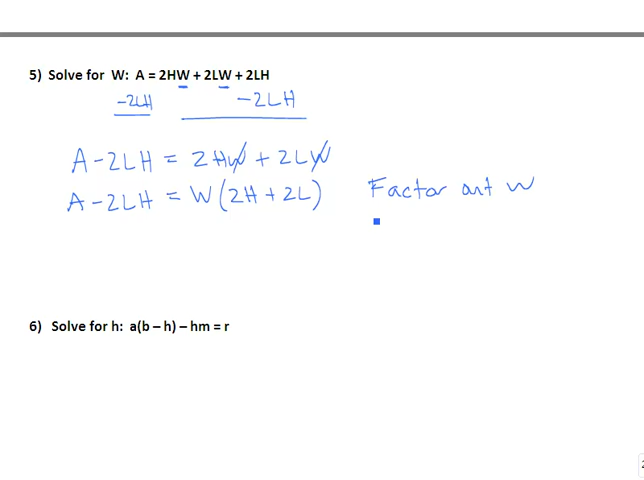 5) Solve for W: A = 2HW + 2LW + 2LH
-2LH -2LH
A - 2LH = 2HW + 2LW
A - 2LH = W(2H + 2L) Factor out W
6) Solve for h: a(b – h) – hm = r